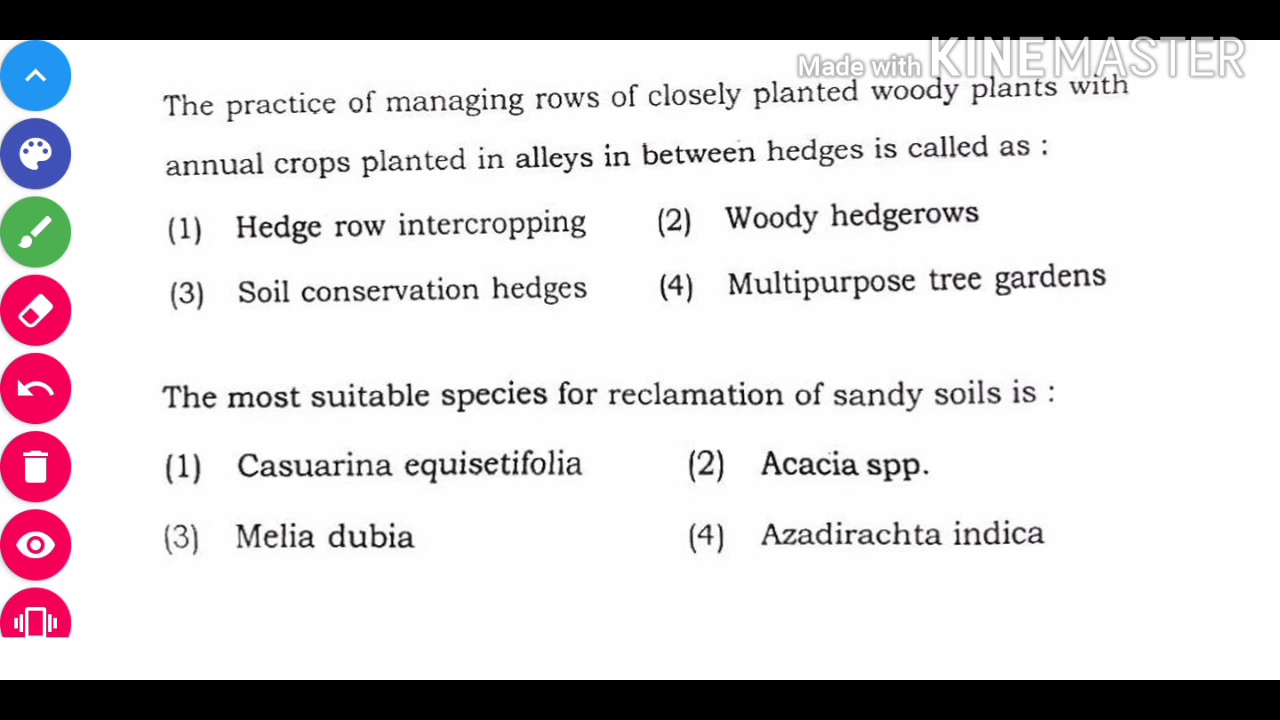 Made with KINEMASTER
The practice of managing rows of closely planted woody plants with
annual crops planted in alleys in between hedges is called as :
(1) Hedge row intercropping (2) Woody hedgerows
(3) Soil conservation hedges (4) Multipurpose tree gardens
The most suitable species for reclamation of sandy soils is :
(1) Casuarina equisetifolia (2) Acacia spp.
(3) Melia dubia (4) Azadirachta indica